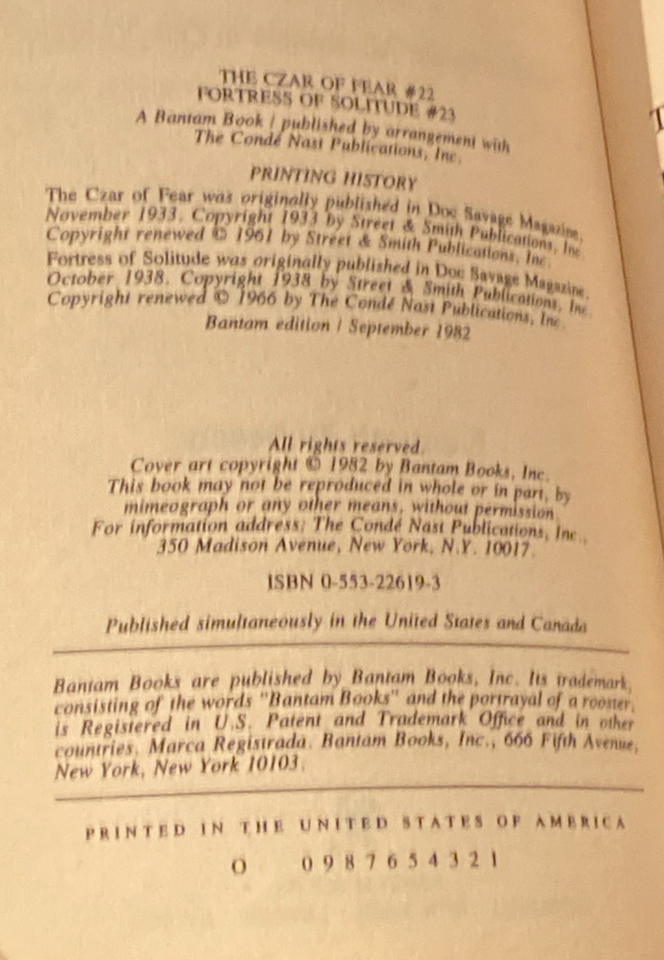 THE CZAR OF FEAR #22
FORTRESS OF SOLITUDE #23
A Bantam Book / published by arrangement with
The Condé Nast Publications, Inc.
PRINTING HISTORY
The Czar of Fear was originally published in Doc Savage Magazine,
November 1933. Copyright 1933 by Street & Smith Publications, Inc.
Copyright renewed © 1961 by Street & Smith Publications, Inc.
Fortress of Solitude was originally published in Doc Savage Magazine,
October 1938. Copyright 1938 by Street & Smith Publications, Inc.
Copyright renewed © 1966 by The Condé Nast Publications, Inc.
Bantam edition / September 1982
All rights reserved.
Cover art copyright © 1982 by Bantam Books, Inc.
This book may not be reproduced in whole or in part, by
mimeograph or any other means, without permission.
For information address: The Condé Nast Publications, Inc.,
350 Madison Avenue, New York, N.Y. 10017.
ISBN 0-553-22619-3
Published simultaneously in the United States and Canada
Bantam Books are published by Bantam Books, Inc. Its trademark,
consisting of the words "Bantam Books" and the portrayal of a rooster,
is Registered in U.S. Patent and Trademark Office and in other
countries. Marca Registrada. Bantam Books, Inc., 666 Fifth Avenue,
New York, New York 10103.
PRINTED IN THE UNITED STATES OF AMERICA
O 0 9 8 7 6 5 4 3 2 1
T